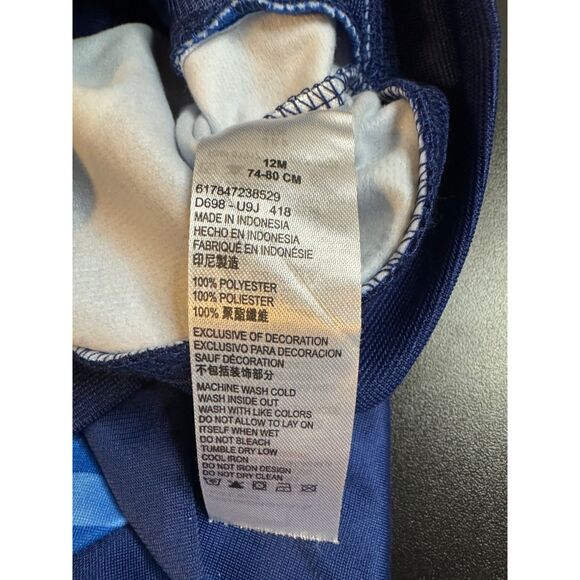 12M
74-80 CM
617847238529
D698 - U9J 418
MADE IN INDONESIA
HECHO EN INDONESIA
FABRIQUÉ EN INDONÉSIE
印尼製造
100% POLYESTER
100% POLIESTER
100% 聚酯纖維
EXCLUSIVE OF DECORATION
EXCLUSIVO PARA DECORACION
SAUF DÉCORATION
不包括装饰部分
MACHINE WASH COLD
WASH INSIDE OUT
WASH WITH LIKE COLORS
DO NOT ALLOW TO LAY ON
ITSELF WHEN WET
DO NOT BLEACH
TUMBLE DRY LOW
COOL IRON
DO NOT IRON DESIGN
DO NOT DRY CLEAN